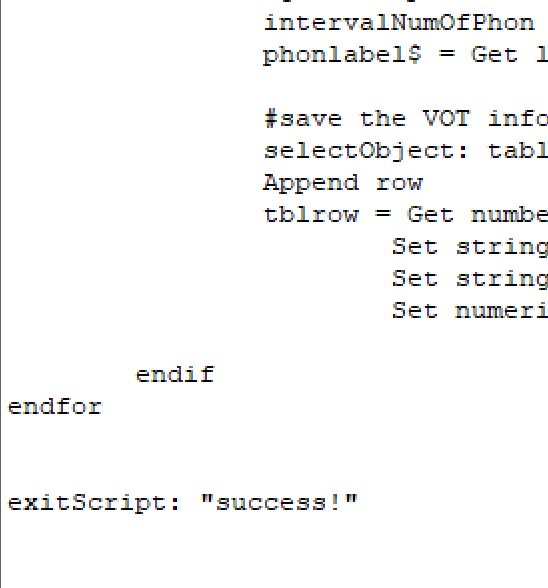 intervalNumOfPhon
phonlabel$ = Get l
#save the VOT info
selectObject: tabl
Append row
tblrow = Get numbe
Set string
Set string
Set numeri
endif
endfor
exitScript: "success!"